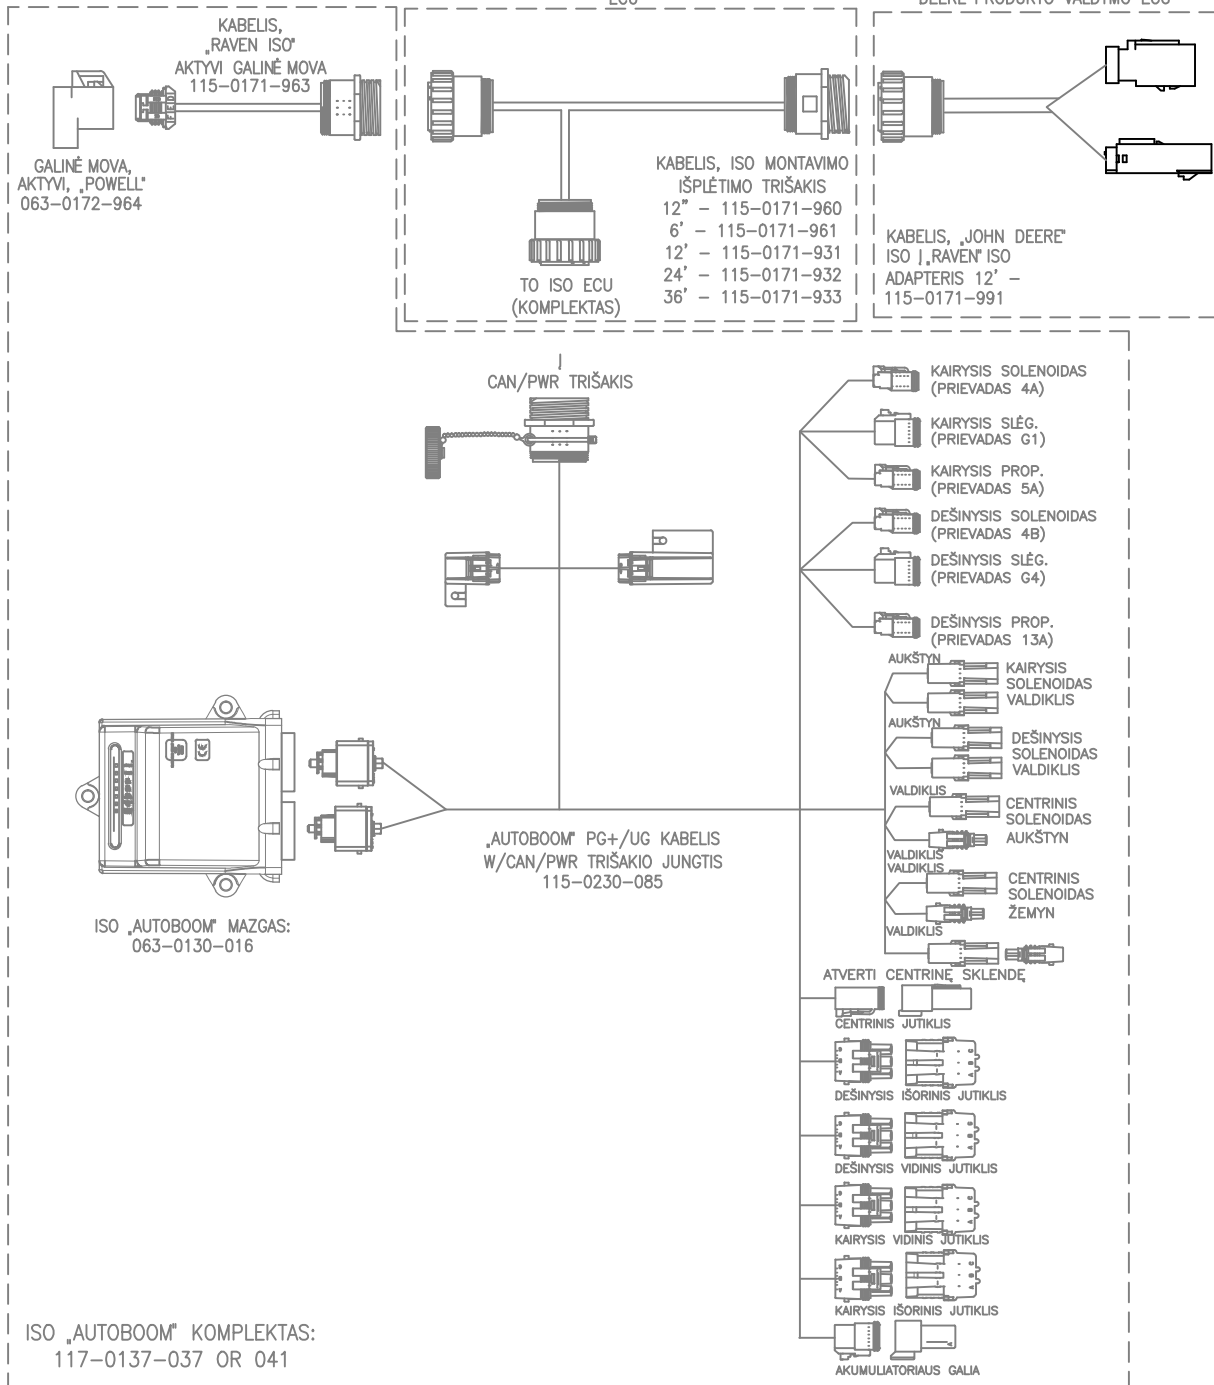 ECU
DEERE PRODUKTO VALDYMO ECU
KABELIS,
„RAVEN ISO"
AKTYVI GALINĖ MOVA
115-0171-963
GALINĖ MOVA,
AKTYVI, „POWELL"
063-0172-964
KABELIS, ISO MONTAVIMO
IŠPLĖTIMO TRIŠAKIS
12" - 115-0171-960
6' - 115-0171-961
12' - 115-0171-931
24' - 115-0171-932
36' - 115-0171-933
TO ISO ECU
(KOMPLEKTAS)
KABELIS, „JOHN DEERE"
ISO Į „RAVEN" ISO
ADAPTERIS 12' -
115-0171-991
Į
CAN/PWR TRIŠAKIS
KAIRYSIS SOLENOIDAS
(PRIEVADAS 4A)
KAIRYSIS SLĖG.
(PRIEVADAS G1)
KAIRYSIS PROP.
(PRIEVADAS 5A)
DEŠINYSIS SOLENOIDAS
(PRIEVADAS 4B)
DEŠINYSIS SLĖG.
(PRIEVADAS G4)
DEŠINYSIS PROP.
(PRIEVADAS 13A)
AUKŠTYN
KAIRYSIS
SOLENOIDAS
VALDIKLIS
AUKŠTYN
DEŠINYSIS
SOLENOIDAS
VALDIKLIS
VALDIKLIS
CENTRINIS
SOLENOIDAS
AUKŠTYN
VALDIKLIS
VALDIKLIS
CENTRINIS
SOLENOIDAS
ŽEMYN
VALDIKLIS
ATVERTI CENTRINĘ SKLENDĘ
„AUTOBOOM" PG+/UG KABELIS
W/CAN/PWR TRIŠAKIO JUNGTIS
115-0230-085
ISO „AUTOBOOM" MAZGAS:
063-0130-016
CENTRINIS JUTIKLIS
DEŠINYSIS IŠORINIS JUTIKLIS
DEŠINYSIS VIDINIS JUTIKLIS
KAIRYSIS VIDINIS JUTIKLIS
KAIRYSIS IŠORINIS JUTIKLIS
AKUMULIATORIAUS GALIA
ISO „AUTOBOOM" KOMPLEKTAS:
117-0137-037 OR 041